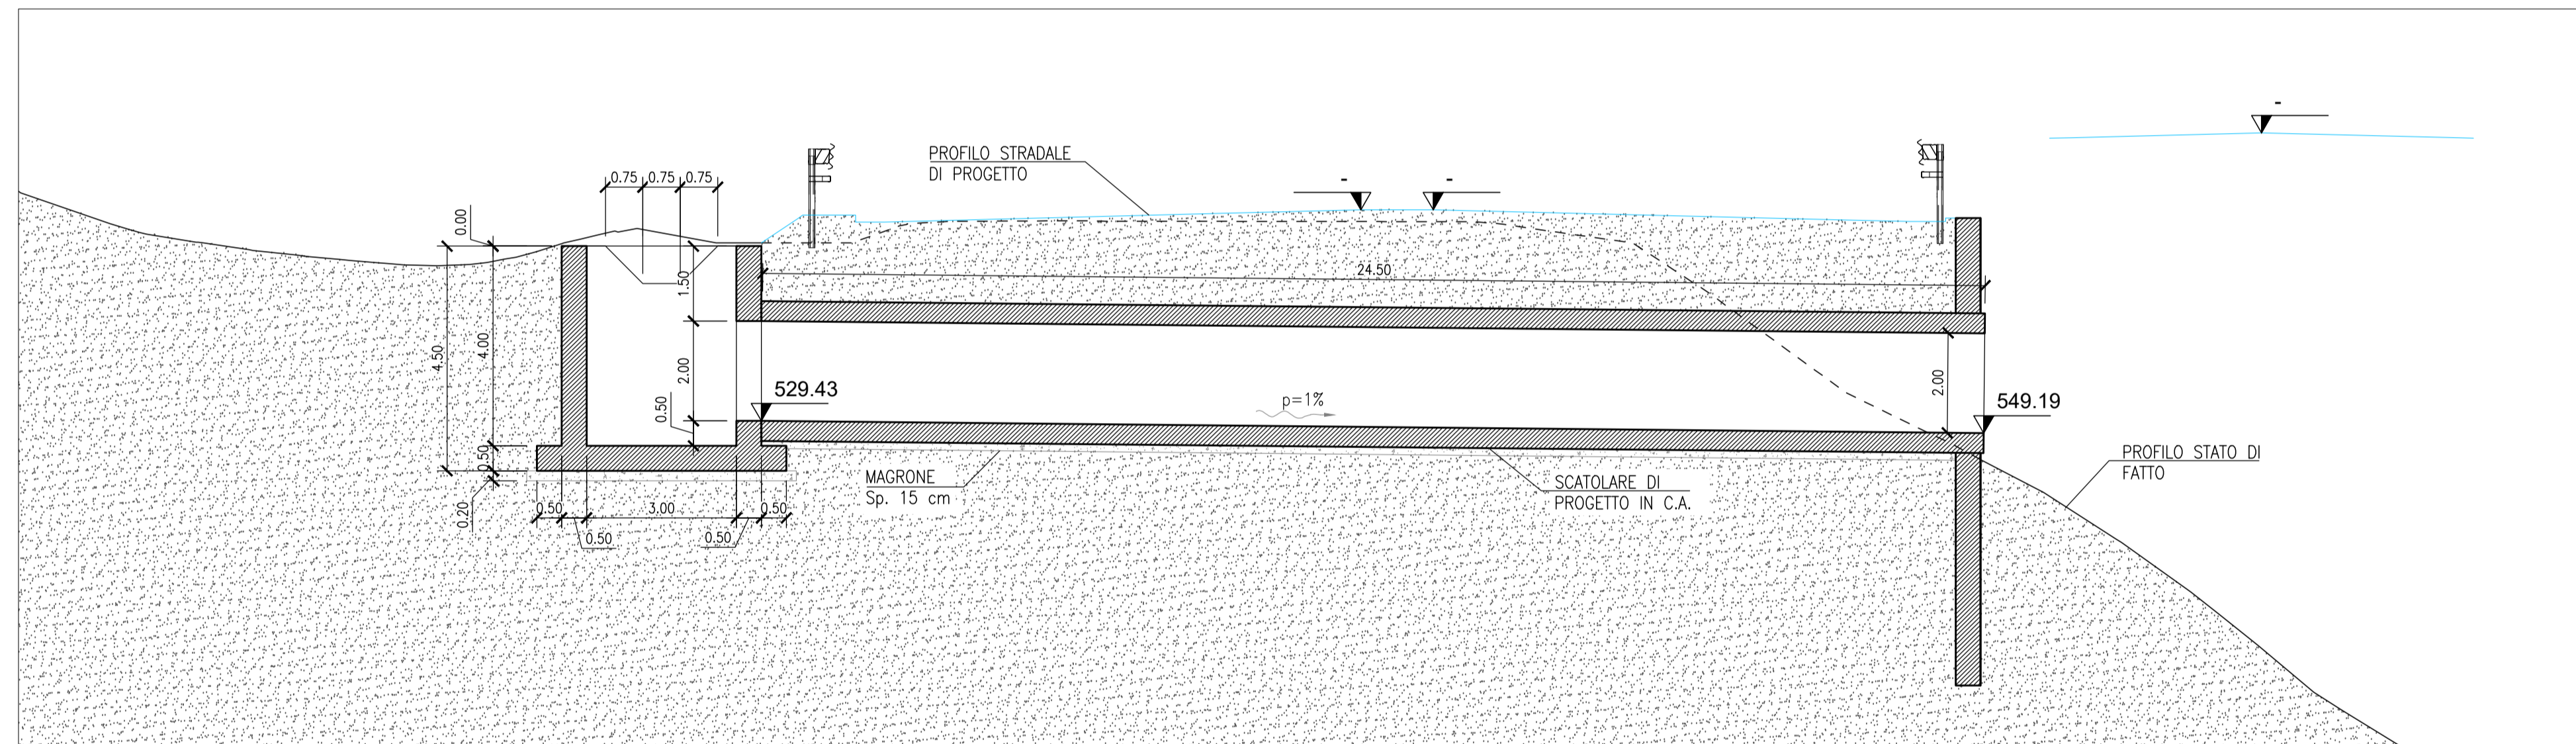 -
PROFILO STRADALE
DI PROGETTO
-
-
0.75
0.75
0.75
0.00
1.50
24.50
4.50
4.00
2.00
2.00
529.43
p=1%
549.19
0.50
0.50
MAGRONE
Sp. 15 cm
SCATOLARE DI
PROGETTO IN C.A.
PROFILO STATO DI
FATTO
0.20
0.50
3.00
0.50
0.50
0.50